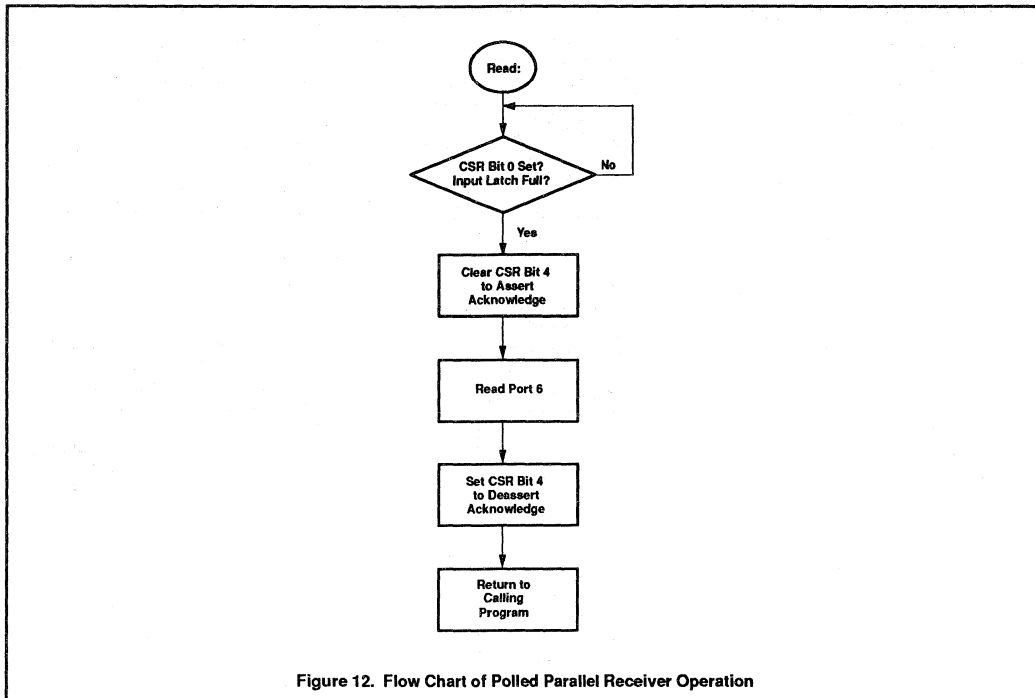 Read:
CSR Bit 0 Set?
Input Latch Full?
No
Yes
Clear CSR Bit 4
to Assert
Acknowledge
Read Port 6
Set CSR Bit 4
to Deassert
Acknowledge
Return to
Calling
Program
Figure 12. Flow Chart of Polled Parallel Receiver Operation